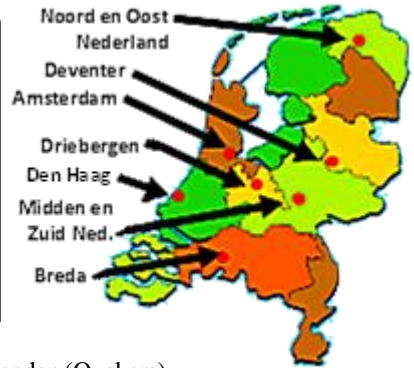 Noord en Oost
Nederland
Deventer
Amsterdam
Driebergen
Den Haag
Midden en
Zuid Ned.
Breda